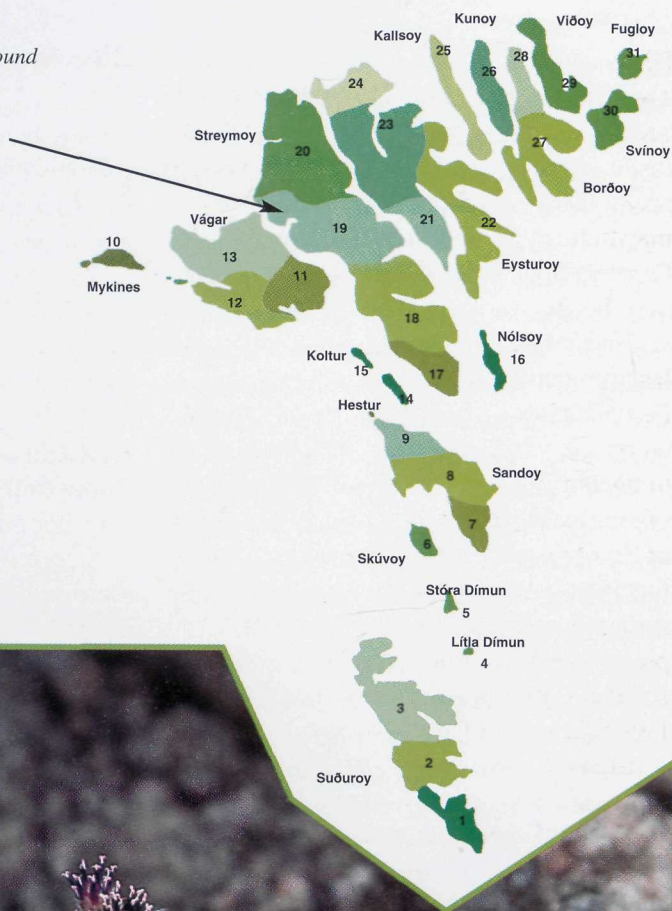 ound
Kunoy
Viðoy
Fugloy
Kallsoy
25
26
28
31
29
24
30
23
Streymoy
20
27
Svínoy
Borðoy
Vágar
19
21
22
10
13
Eysturoy
Mykines
11
12
18
Nólsoy
16
Koltur
15
17
14
Hestur
9
8
Sandoy
7
6
Skúvoy
Stóra Dímun
5
Lítla Dímun
4
3
2
Suðuroy
1